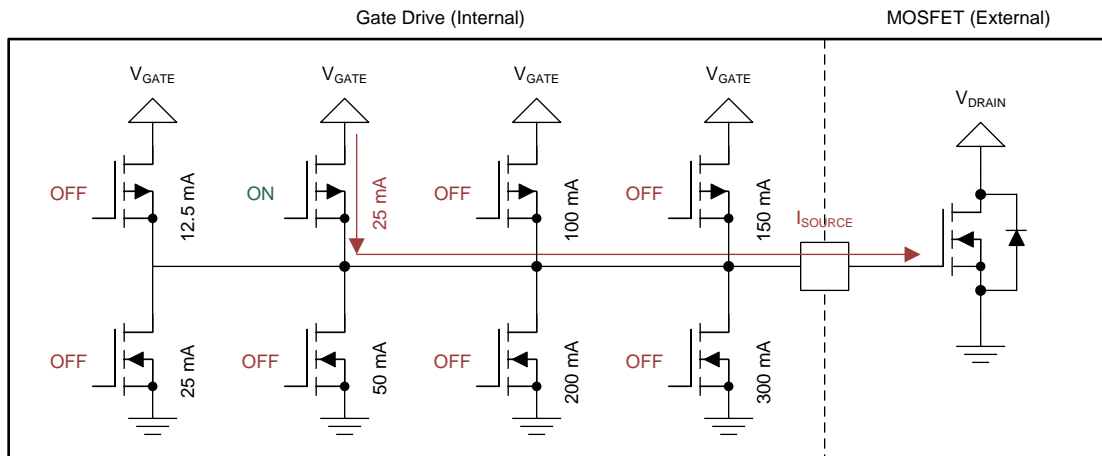 Gate Drive (Internal)
MOSFET (External)
VGATE
VGATE
VGATE
VGATE
VDRAIN
OFF
12.5 mA
ON
25 mA
OFF
100 mA
OFF
150 mA
ISOURCE
OFF
25 mA
OFF
50 mA
OFF
200 mA
OFF
300 mA